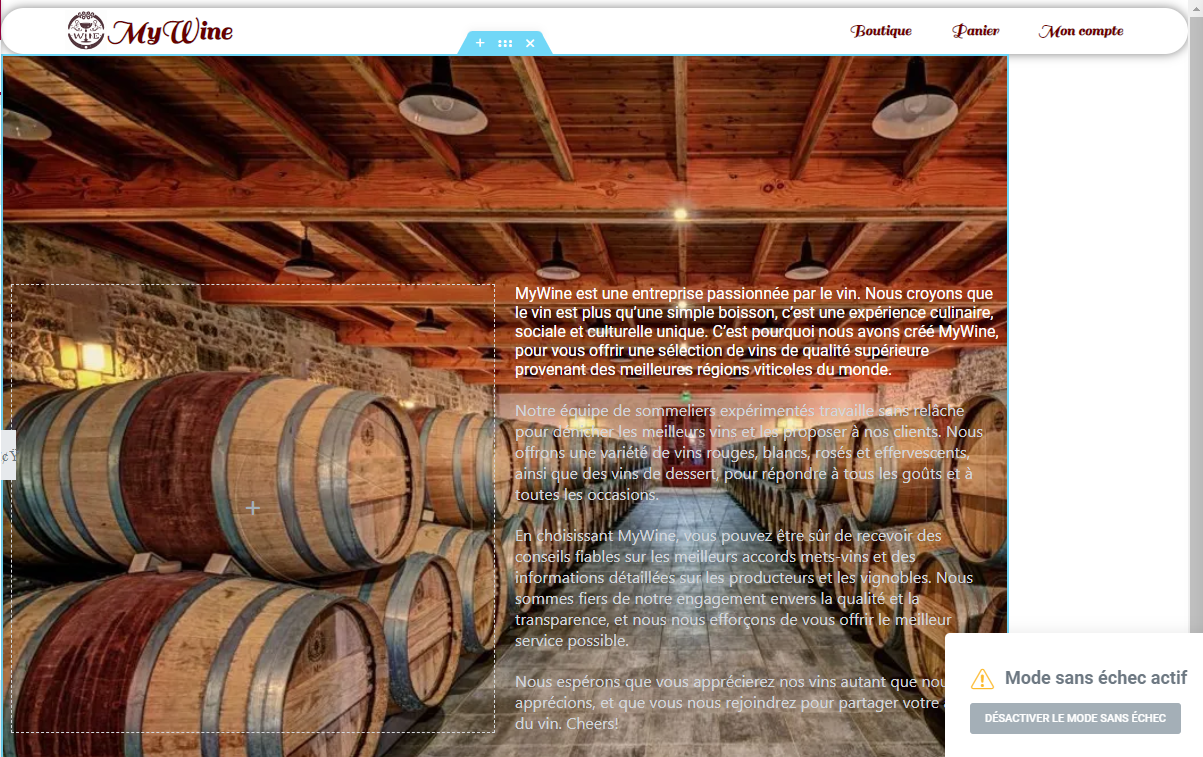 MyWine
Boutique
Panier
Mon compte
MyWine est une entreprise passionnée par le vin. Nous croyons que
le vin est plus qu'une simple boisson, c'est une expérience culinaire,
sociale et culturelle unique. C'est pourquoi nous avons créé MyWine,
pour vous offrir une sélection de vins de qualité supérieure
provenant des meilleures régions viticoles du monde.
Notre équipe de sommeliers expérimentés travaille sans relâche
pour dénicher les meilleurs vins et les proposer à nos clients. Nous
offrons une variété de vins rouges, blancs, rosés et effervescents,
ainsi que des vins de dessert, pour répondre à tous les goûts et à
toutes les occasions.
En choisissant MyWine, vous pouvez être sûr de recevoir des
conseils fiables sur les meilleurs accords mets-vins et des
informations détaillées sur les producteurs et les vignobles. Nous
sommes fiers de notre engagement envers la qualité et la
transparence, et nous nous efforçons de vous offrir le meilleur
service possible.
Nous espérons que vous apprécierez nos vins autant que
apprécions, et que vous nous rejoindrez pour partager votre
du vin. Cheers!
Mode sans échec actif
DÉSACTIVER LE MODE SANS ÉCHEC